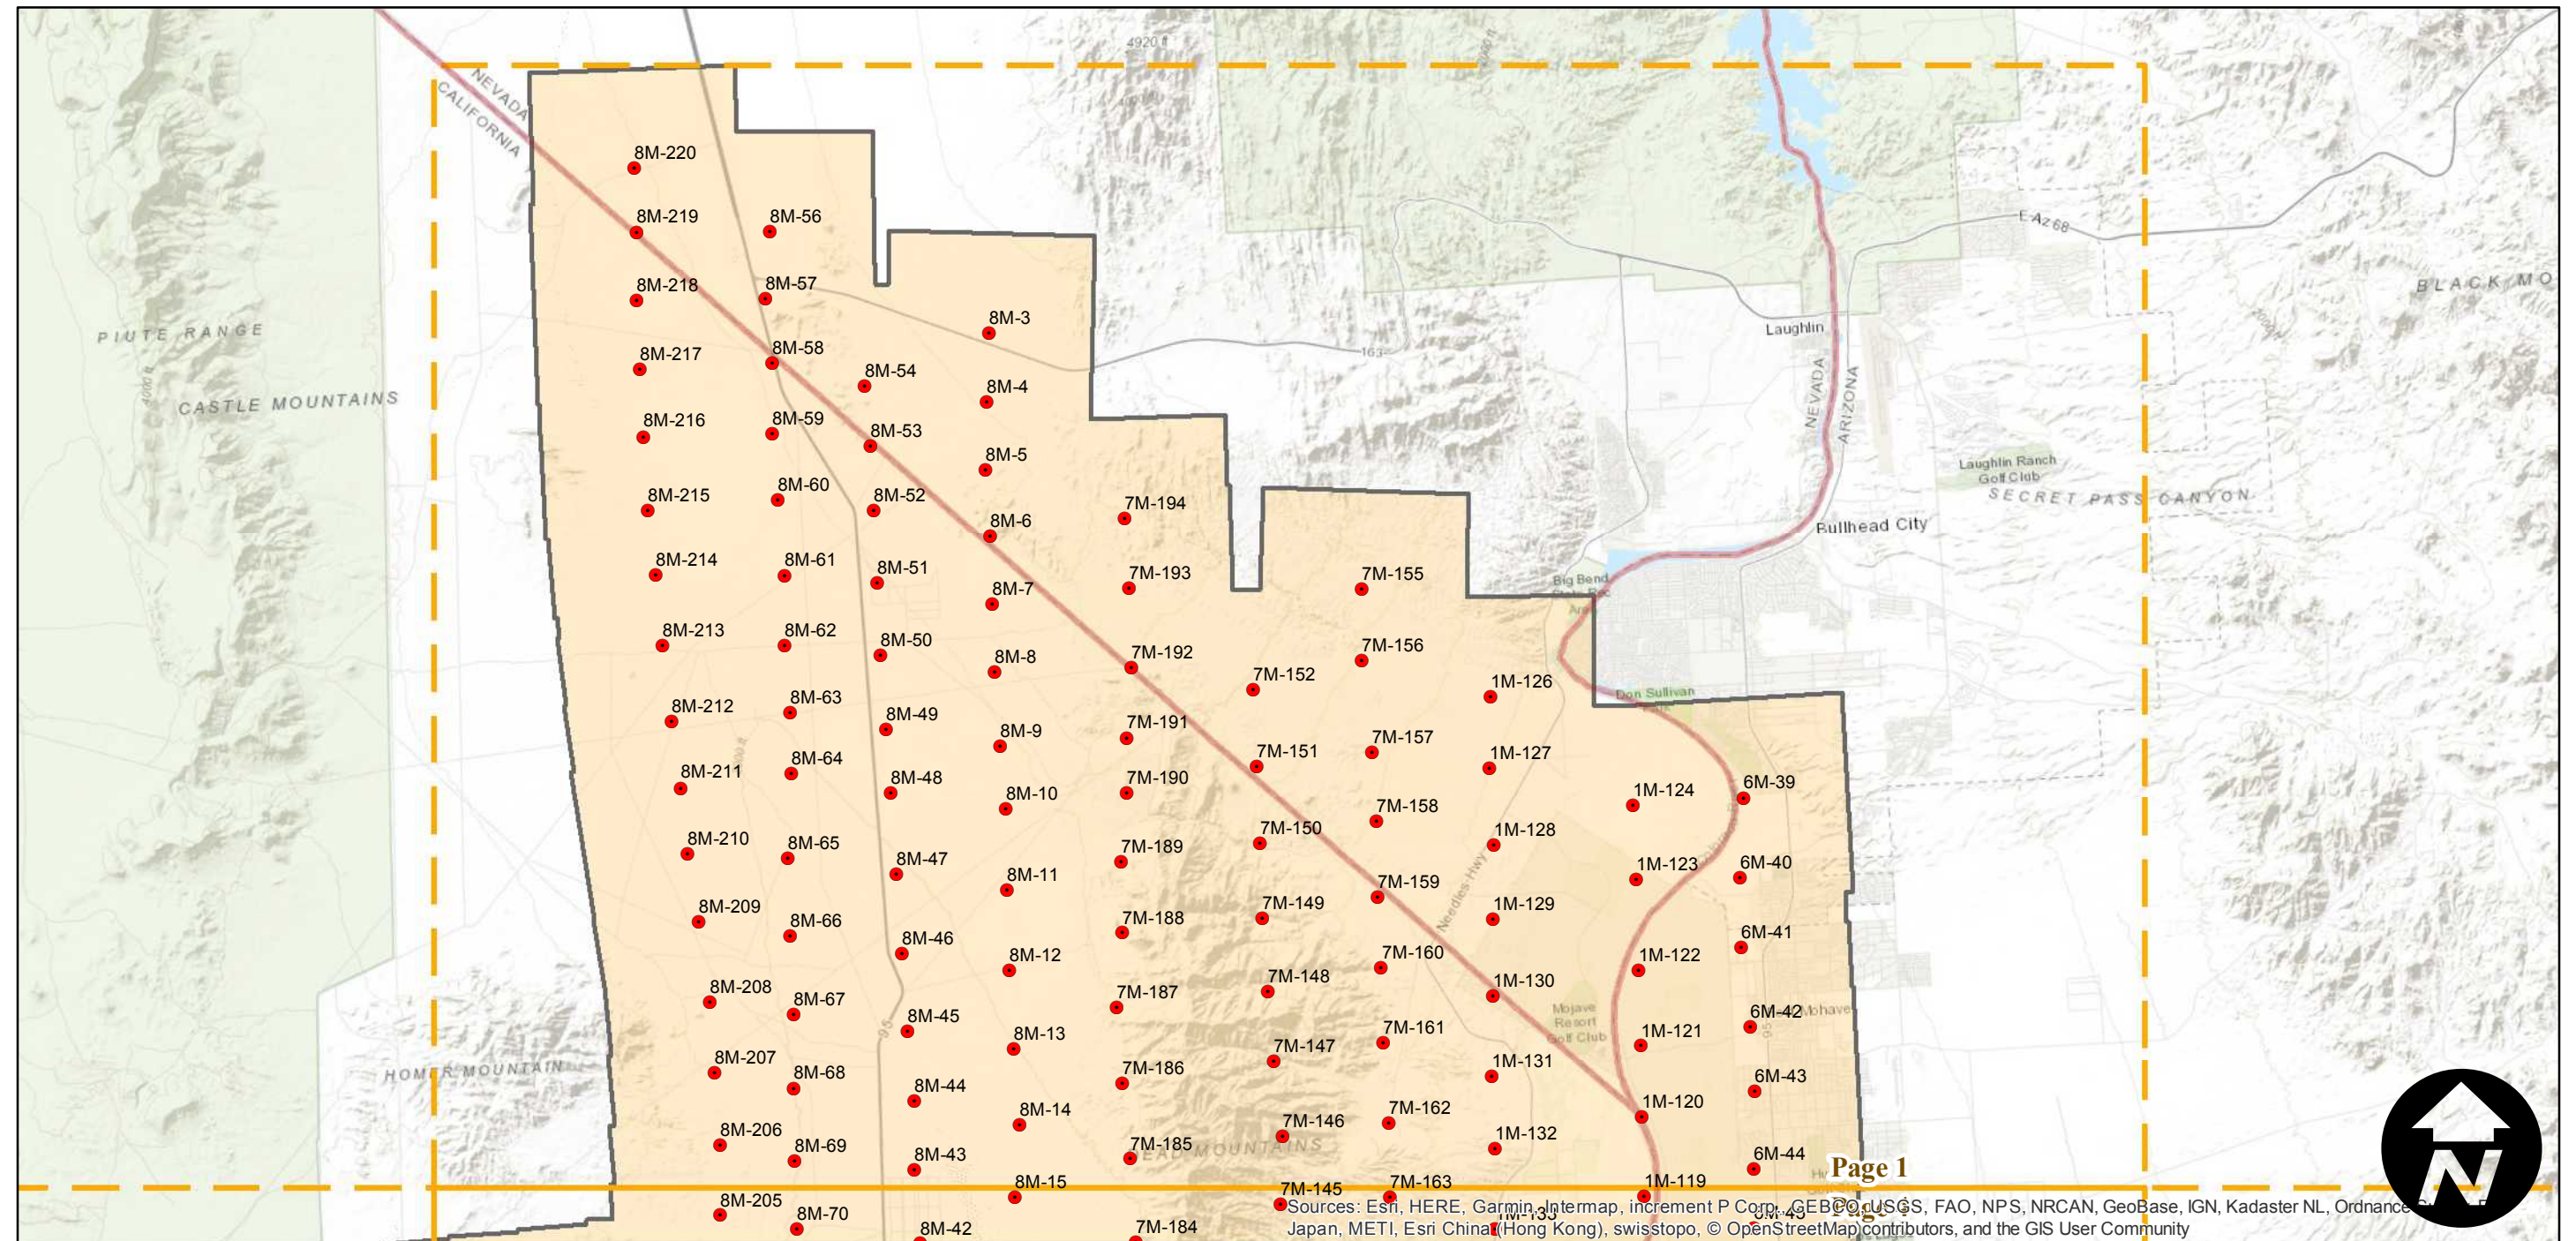 4920 ft
NEVADA
CALIFORNIA
8M-220
8M-219
8M-56
E Az 68
8M-218
8M-57
BLACK MO
8M-3
PIUTE RANGE
Laughlin
8M-217
8M-58
163
8M-54
8M-4
4000 ft
CASTLE MOUNTAINS
NEVADA
ARIZONA
8M-216
8M-59
8M-53
8M-5
Laughlin Ranch
Golf Club
8M-215
8M-60
8M-52
7M-194
SECRET PASS CANYON
8M-6
Bullhead City
8M-214
8M-61
8M-51
7M-193
7M-155
Big Bend
State Rec
8M-7
8M-213
8M-62
8M-50
7M-192
7M-156
8M-8
7M-152
1M-126
Don Sullivan
Park
8M-212
8M-63
8M-49
8M-9
7M-191
7M-157
7M-151
1M-127
8M-211
8M-64
8M-48
8M-10
7M-190
1M-124
6M-39
7M-158
8M-210
8M-65
7M-150
1M-128
8M-47
7M-189
1M-123
6M-40
8M-11
7M-159
Needles Hwy
8M-209
8M-66
7M-188
7M-149
1M-129
8M-46
8M-12
7M-160
1M-122
6M-41
8M-208
8M-67
7M-187
7M-148
1M-130
Mojave
Resort
Golf Club
95
8M-45
8M-13
7M-161
1M-121
6M-42
Mohave
95
8M-207
8M-68
7M-147
HOMER MOUNTAIN
8M-44
7M-186
1M-131
6M-43
8M-14
7M-162
1M-120
8M-206
8M-69
7M-146
1M-132
8M-43
7M-185
MOUNTAINS
6M-44
Page 1
8M-15
7M-145
7M-163
1M-119
N
8M-205
8M-70
8M-42
7M-184
1M-133
6M-45
Sources: Esri, HERE, Garmin, Intermap, increment P Corp., GEBCO, USGS, FAO, NPS, NRCAN, GeoBase, IGN, Kadaster NL, Ordnance
Japan, METI, Esri China (Hong Kong), swisstopo, © OpenStreetMap contributors, and the GIS User Community